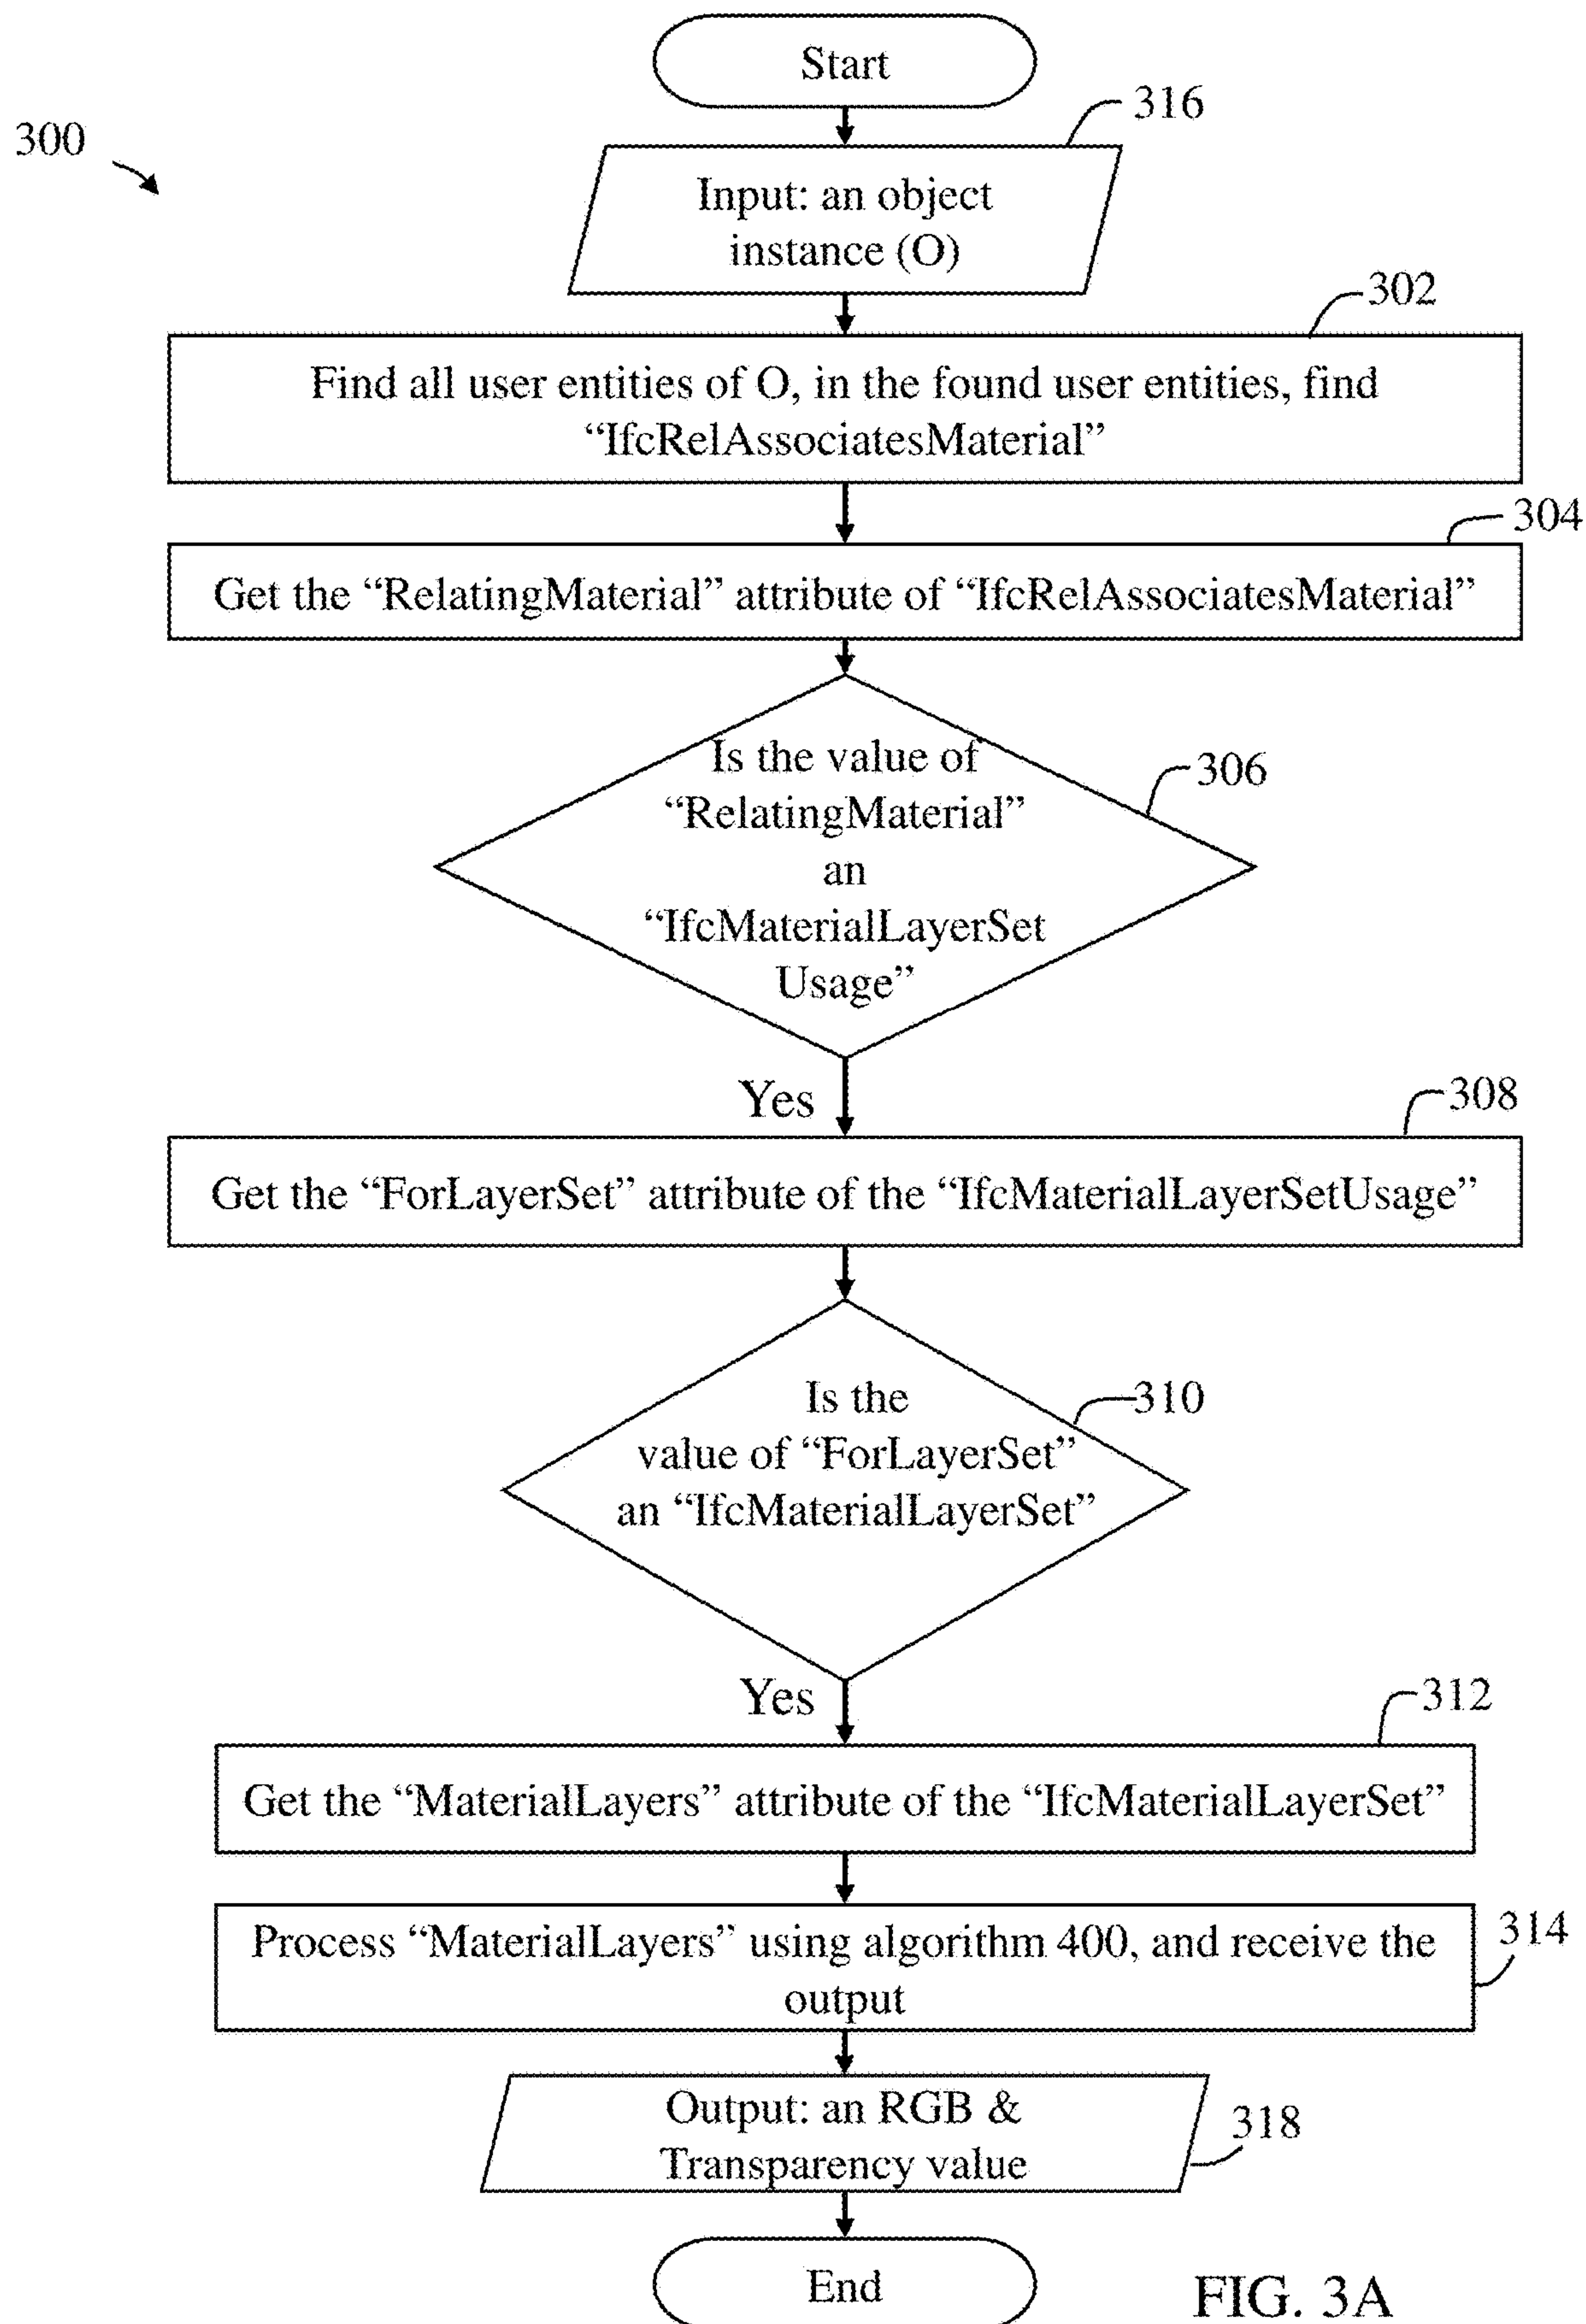 Start
316
300
Input: an object
instance (O)
302
Find all user entities of O, in the found user entities, find
“IfcRelAssociatesMaterial”
304
Get the “RelatingMaterial” attribute of “IfcRelAssociatesMaterial”
Is the value of
“RelatingMaterial”
an
“IfcMaterialLayerSet
Usage”
306
Yes
308
Get the “ForLayerSet” attribute of the “IfcMaterialLayerSetUsage”
Is the
value of “ForLayerSet”
an “IfcMaterialLayerSet”
310
Yes
312
Get the “MaterialLayers” attribute of the “IfcMaterialLayerSet”
Process “MaterialLayers” using algorithm 400, and receive the
output
314
Output: an RGB &
Transparency value
318
End
FIG. 3A